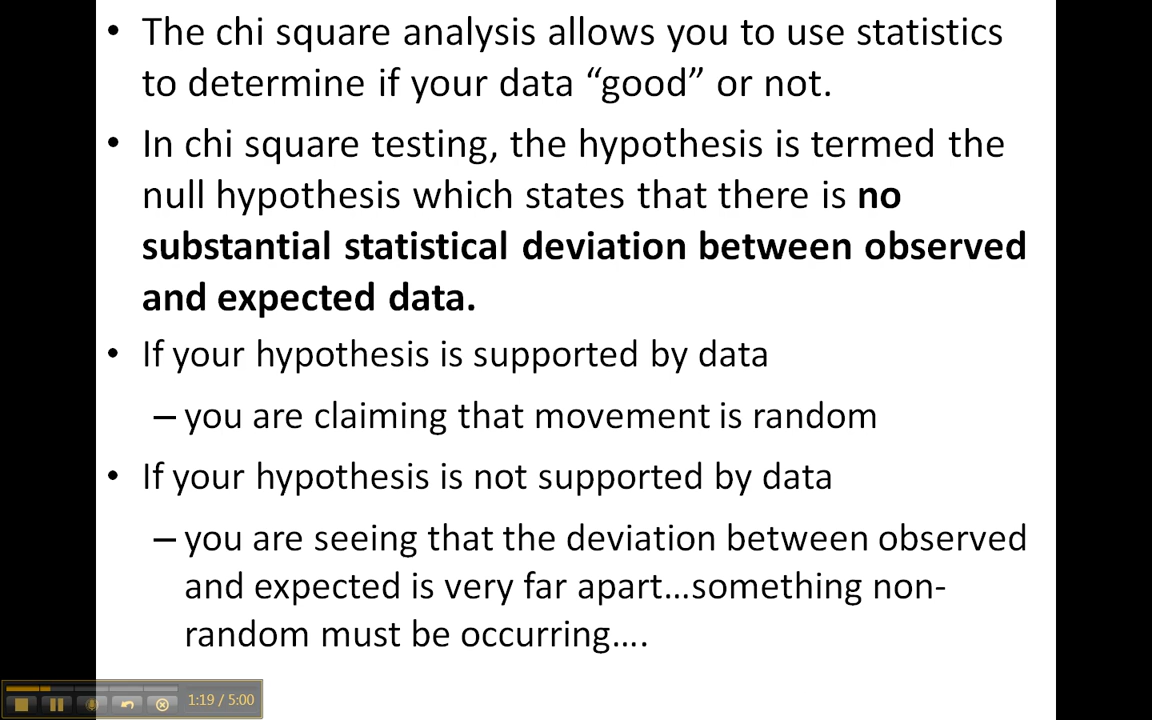 • The chi square analysis allows you to use statistics
to determine if your data “good” or not.
• In chi square testing, the hypothesis is termed the
null hypothesis which states that there is no
substantial statistical deviation between observed
and expected data.
• If your hypothesis is supported by data
– you are claiming that movement is random
• If your hypothesis is not supported by data
– you are seeing that the deviation between observed
and expected is very far apart…something non-
random must be occurring….
1:19 / 5:00